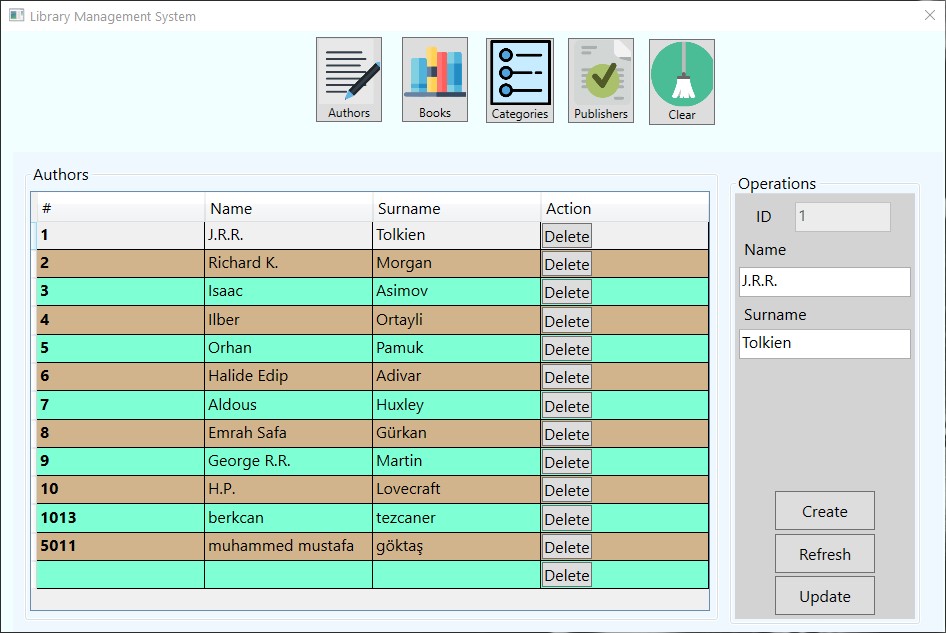 Library Management System
Authors Books Categories Publishers Clear
Authors
# Name Surname Action
1 J.R.R. Tolkien Delete
2 Richard K. Morgan Delete
3 Isaac Asimov Delete
4 Ilber Ortayli Delete
5 Orhan Pamuk Delete
6 Halide Edip Adivar Delete
7 Aldous Huxley Delete
8 Emrah Safa Gürkan Delete
9 George R.R. Martin Delete
10 H.P. Lovecraft Delete
1013 berkcan tezcaner Delete
5011 muhammed mustafa göktaş Delete
Delete
Operations
ID 1
Name
J.R.R.
Surname
Tolkien
Create
Refresh
Update